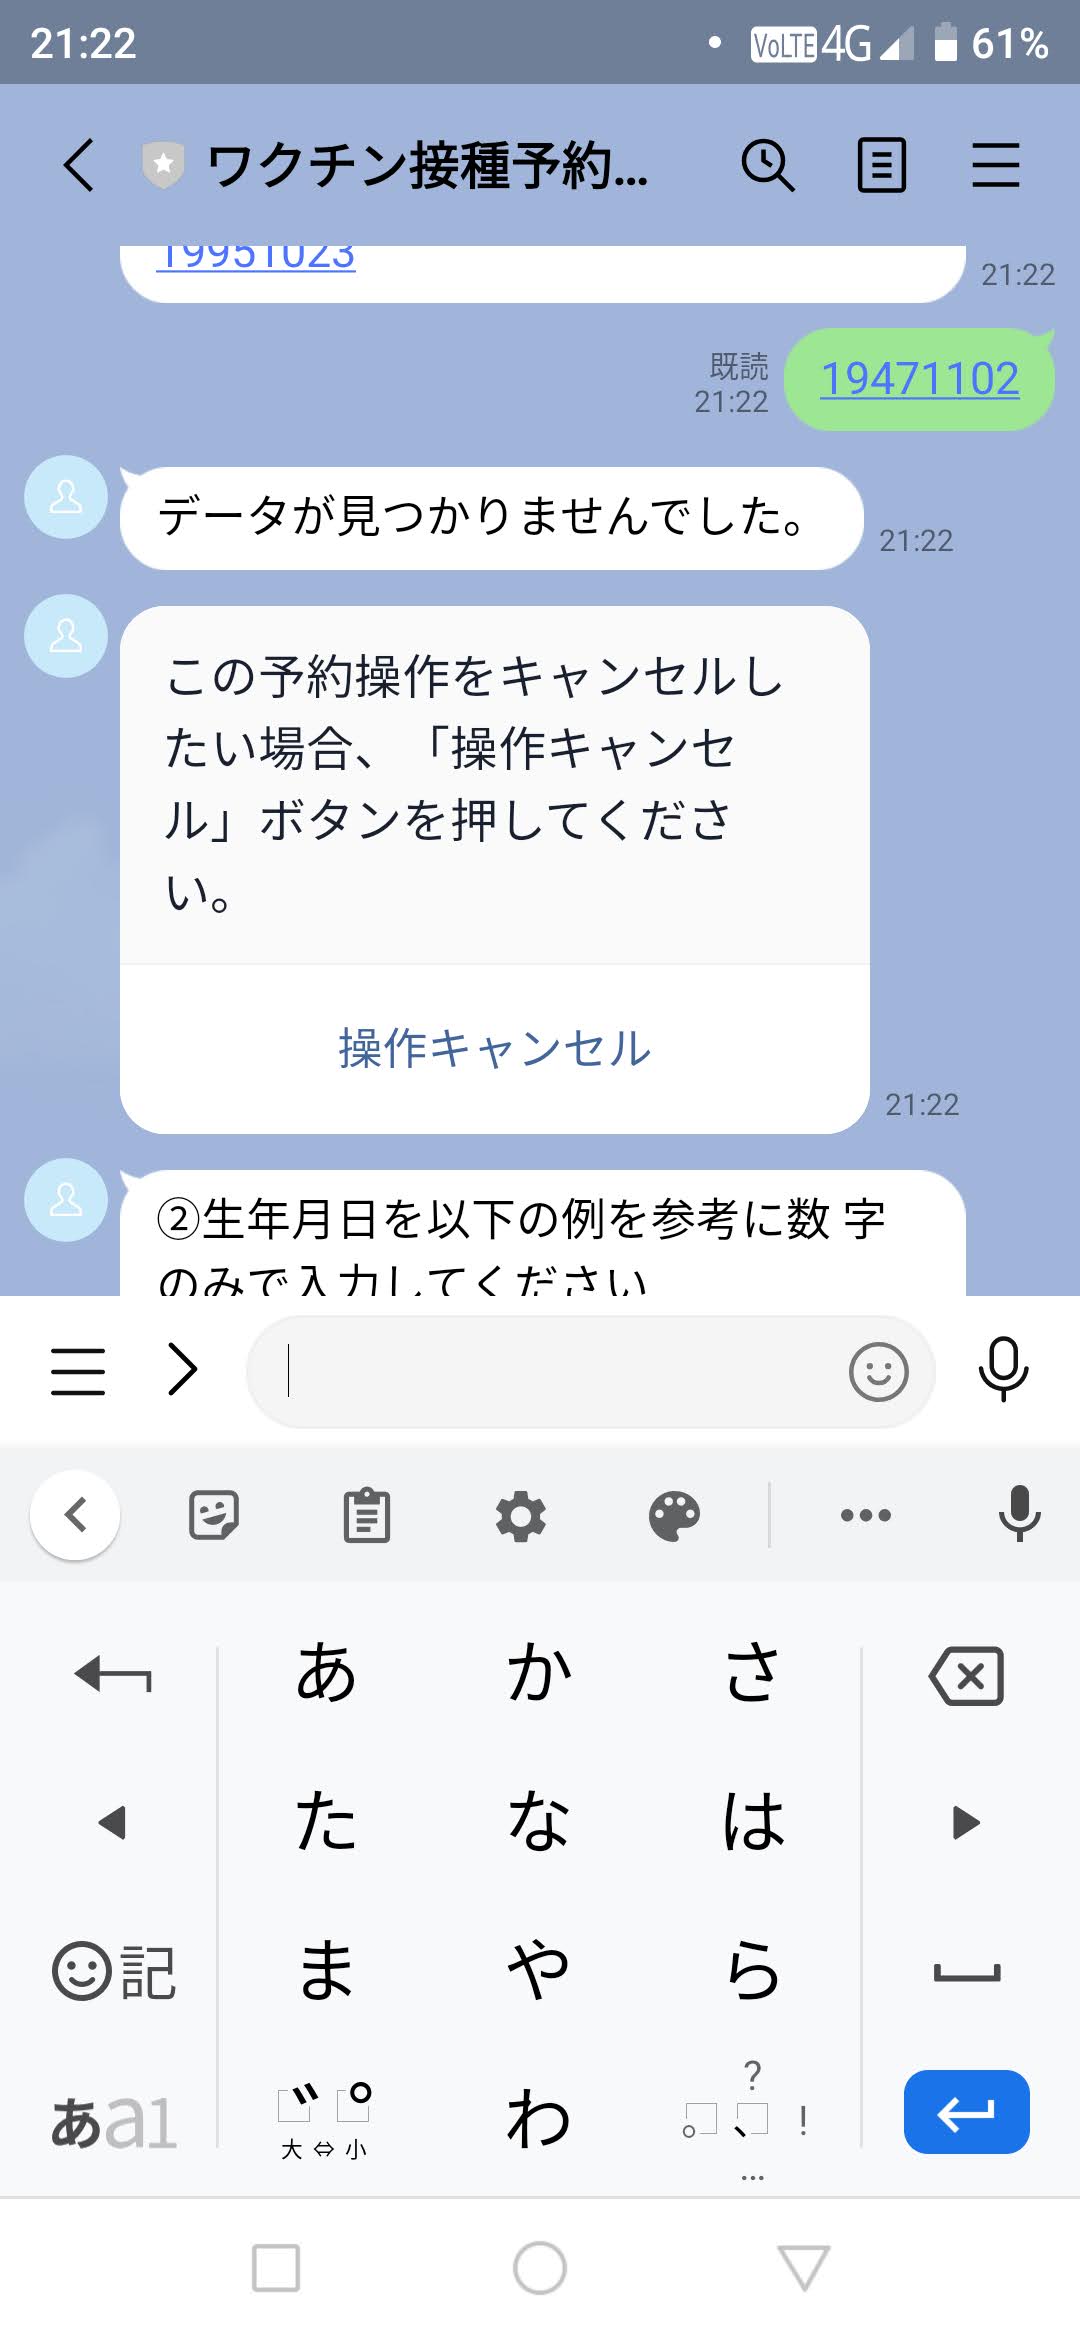 21:22
VoLTE 4G 61%
ワクチン接種予約...
19951023
21:22
既読
21:22
19471102
データが見つかりませんでした。
21:22
この予約操作をキャンセルし
たい場合、「操作キャンセ
ル」ボタンを押してくださ
い。
操作キャンセル
21:22
②生年月日を以下の例を参考に数 字
のみで入力してください
あ か さ
た な は
記 ま や ら
あa1 大⇔小 わ 。、?!…